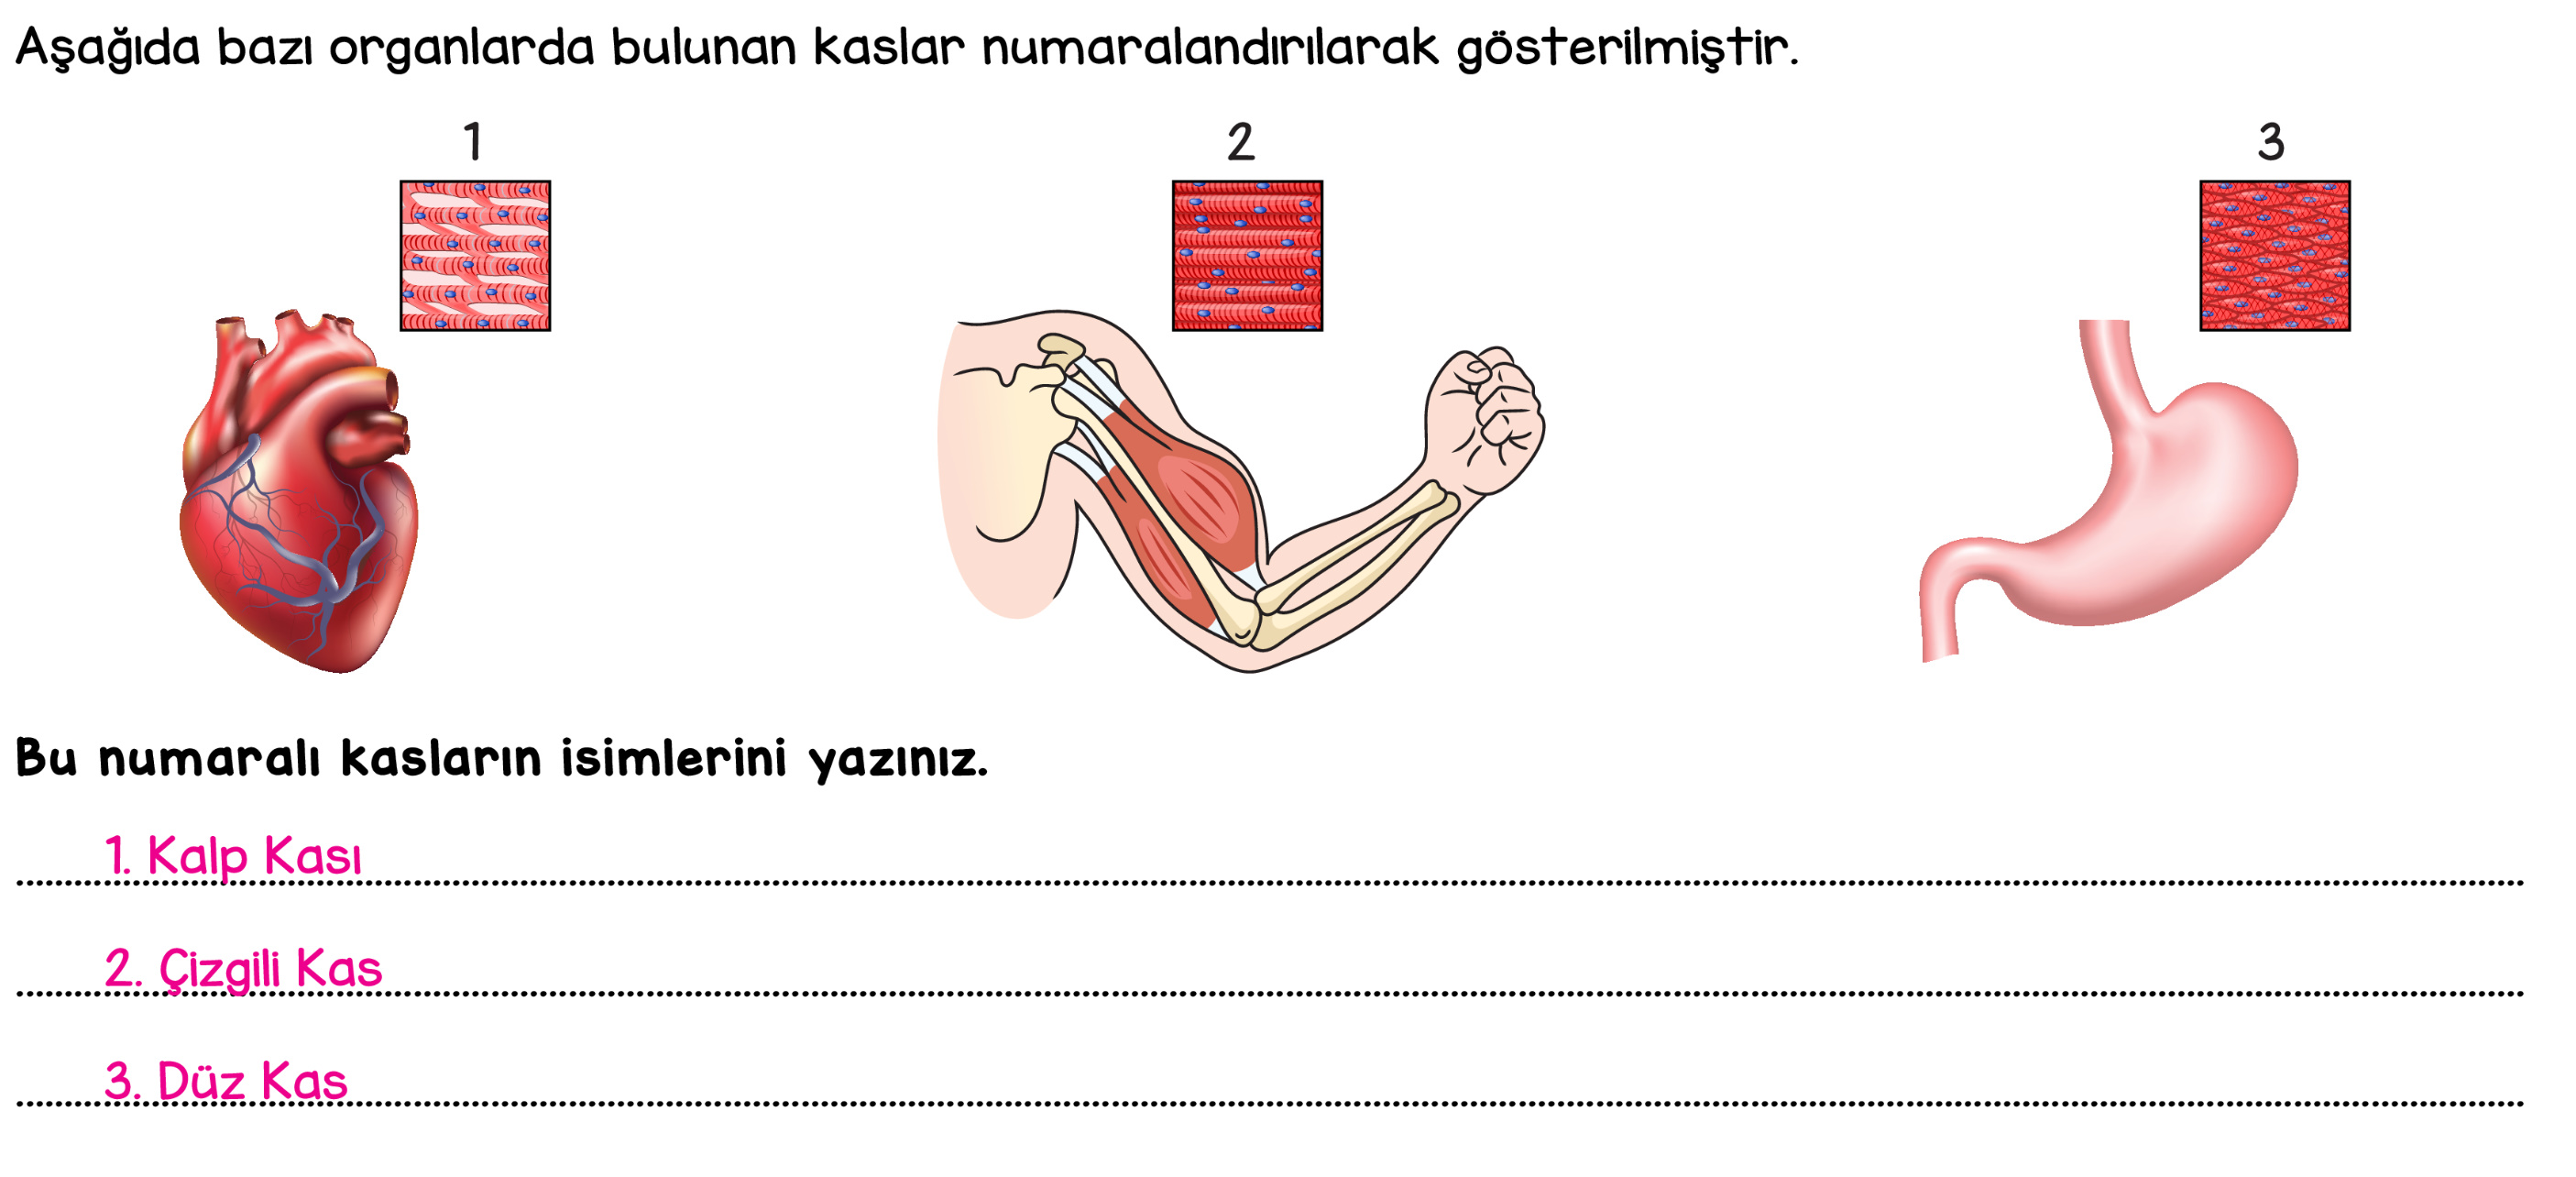 Aşağıda bazı organlarda bulunan kaslar numaralandırılarak gösterilmiştir.
1 2 3
Bu numaralı kasların isimlerini yazınız.
1. Kalp Kası
2. Çizgili Kas
3. Düz Kas